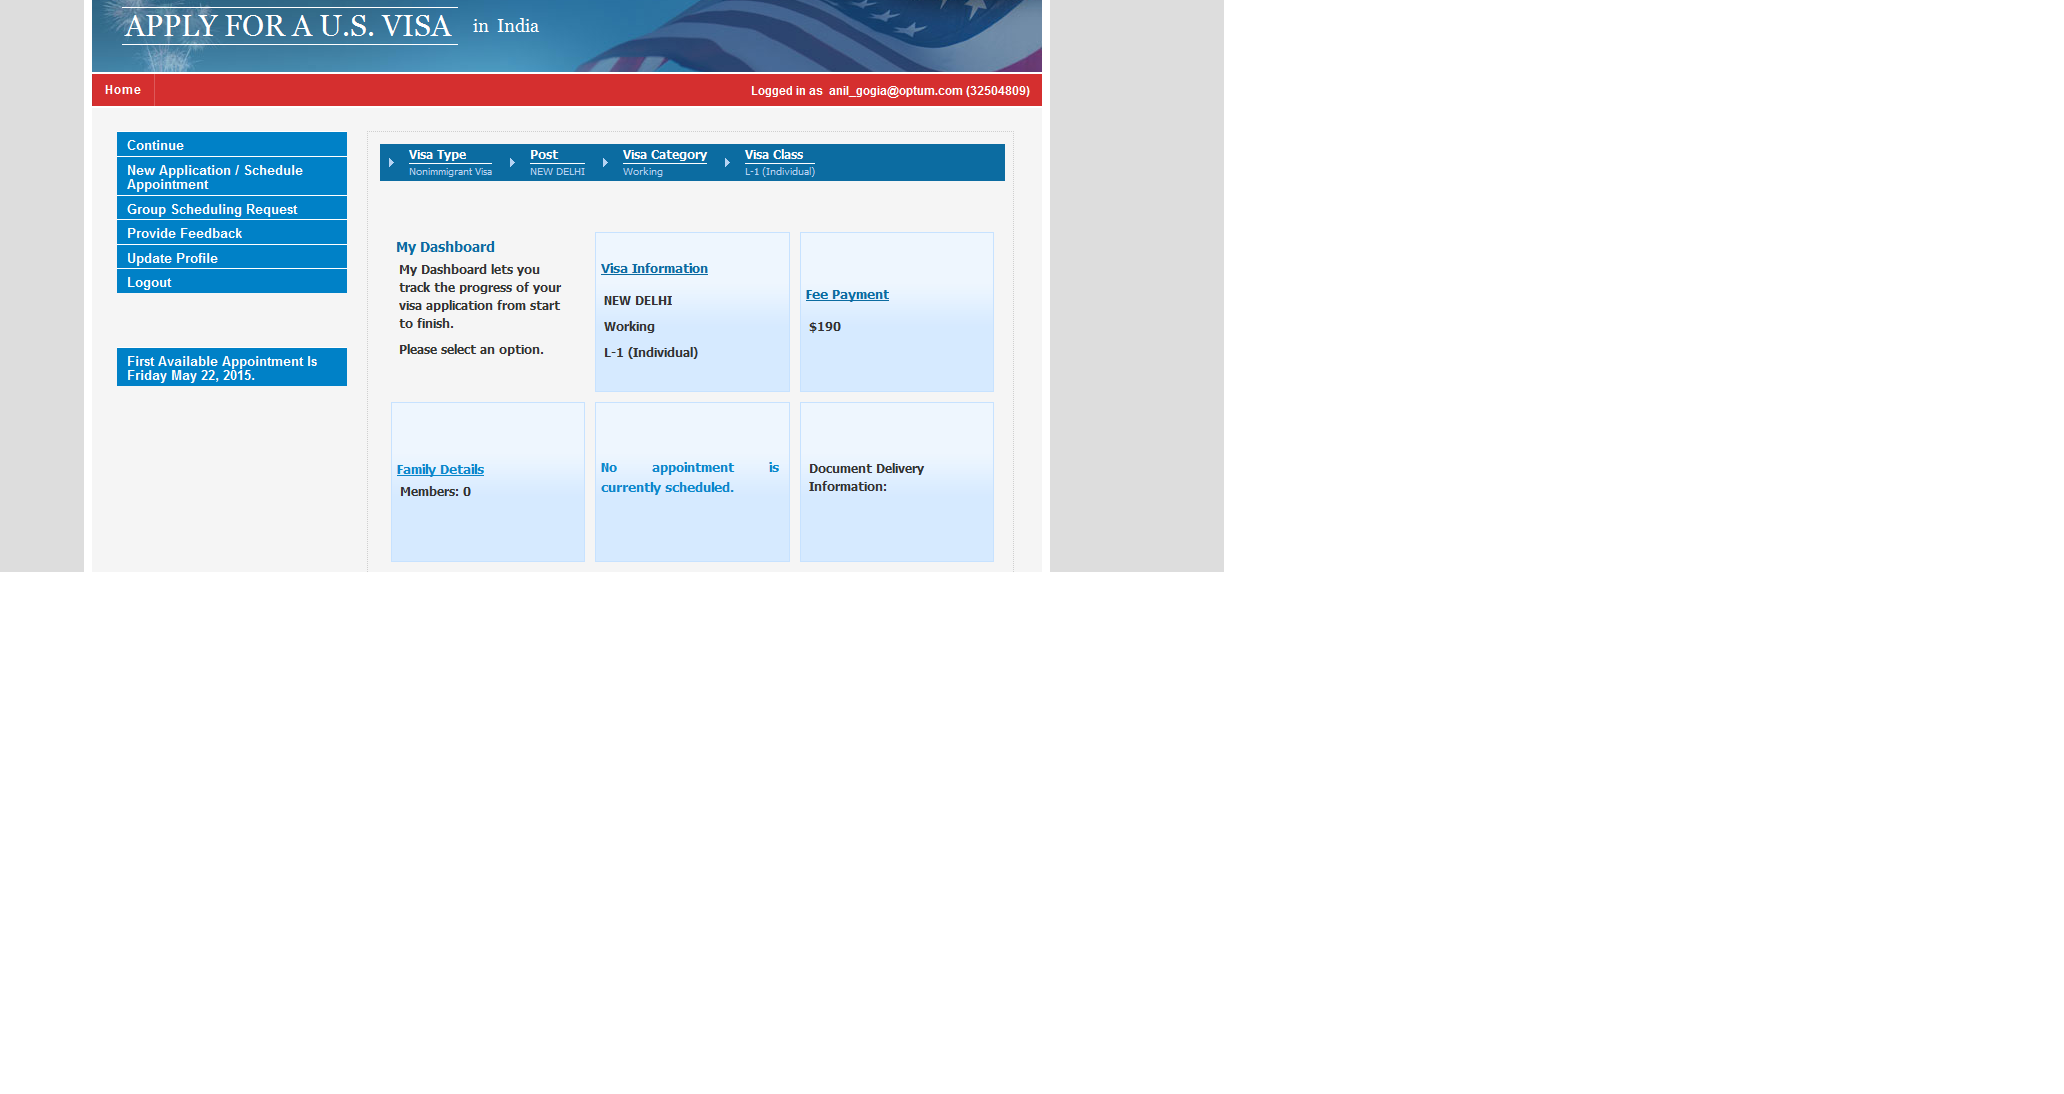 APPLY FOR A U.S. VISA in India
Home
Logged in as anil_gogia@optum.com (32504809)
Continue
New Application / Schedule
Appointment
Group Scheduling Request
Provide Feedback
Update Profile
Logout
First Available Appointment Is
Friday May 22, 2015.
Visa Type
Nonimmigrant Visa
Post
NEW DELHI
Visa Category
Working
Visa Class
L-1 (Individual)
My Dashboard
My Dashboard lets you
track the progress of your
visa application from start
to finish.
Please select an option.
Visa Information
NEW DELHI
Working
L-1 (Individual)
Fee Payment
$190
Family Details
Members: 0
No appointment is
currently scheduled.
Document Delivery
Information: